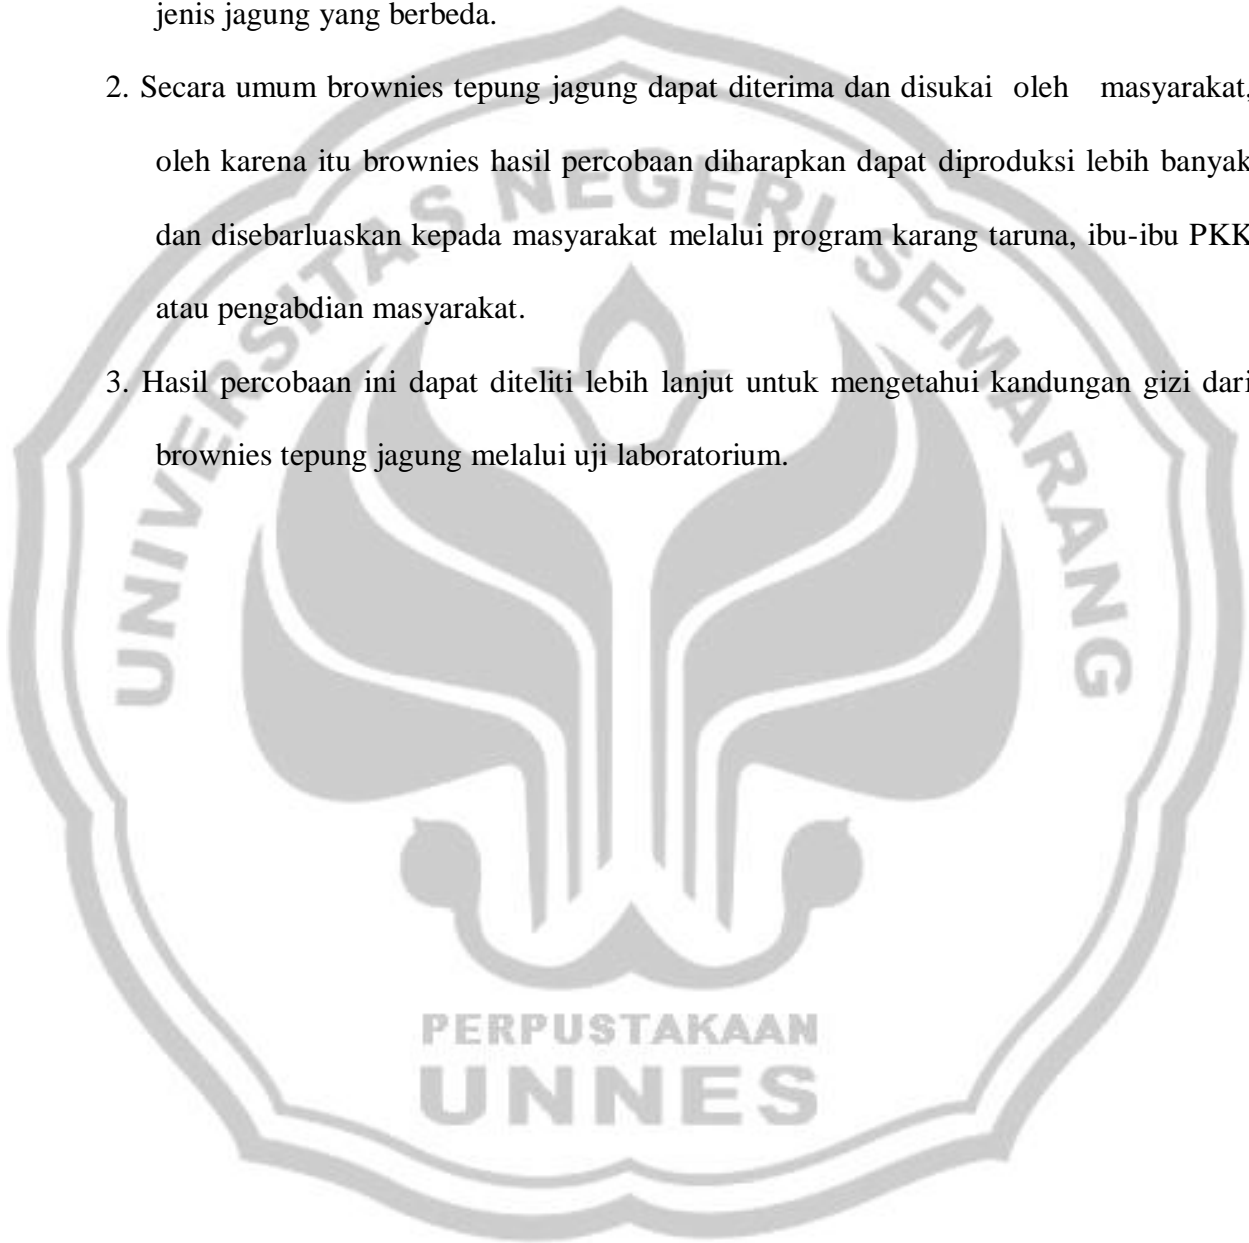 jenis jagung yang berbeda.
2. Secara umum brownies tepung jagung dapat diterima dan disukai oleh masyarakat,
oleh karena itu brownies hasil percobaan diharapkan dapat diproduksi lebih banyak
dan disebarluaskan kepada masyarakat melalui program karang taruna, ibu-ibu PKK
atau pengabdian masyarakat.
3. Hasil percobaan ini dapat diteliti lebih lanjut untuk mengetahui kandungan gizi dari
brownies tepung jagung melalui uji laboratorium.
UNIVERSITAS NEGERI SEMARANG
PERPUSTAKAAN
UNNES